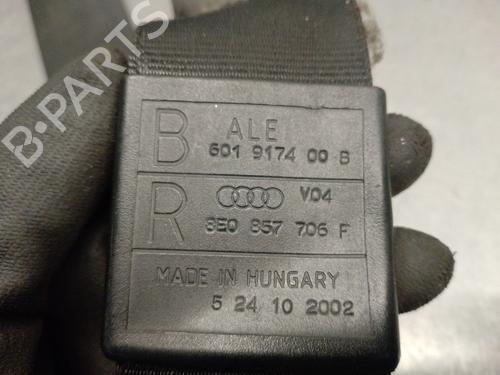 B-PARTS
B ALE
601 9174 00 B
R V04
8E0 857 706 F
MADE IN HUNGARY
5 24 10 2002